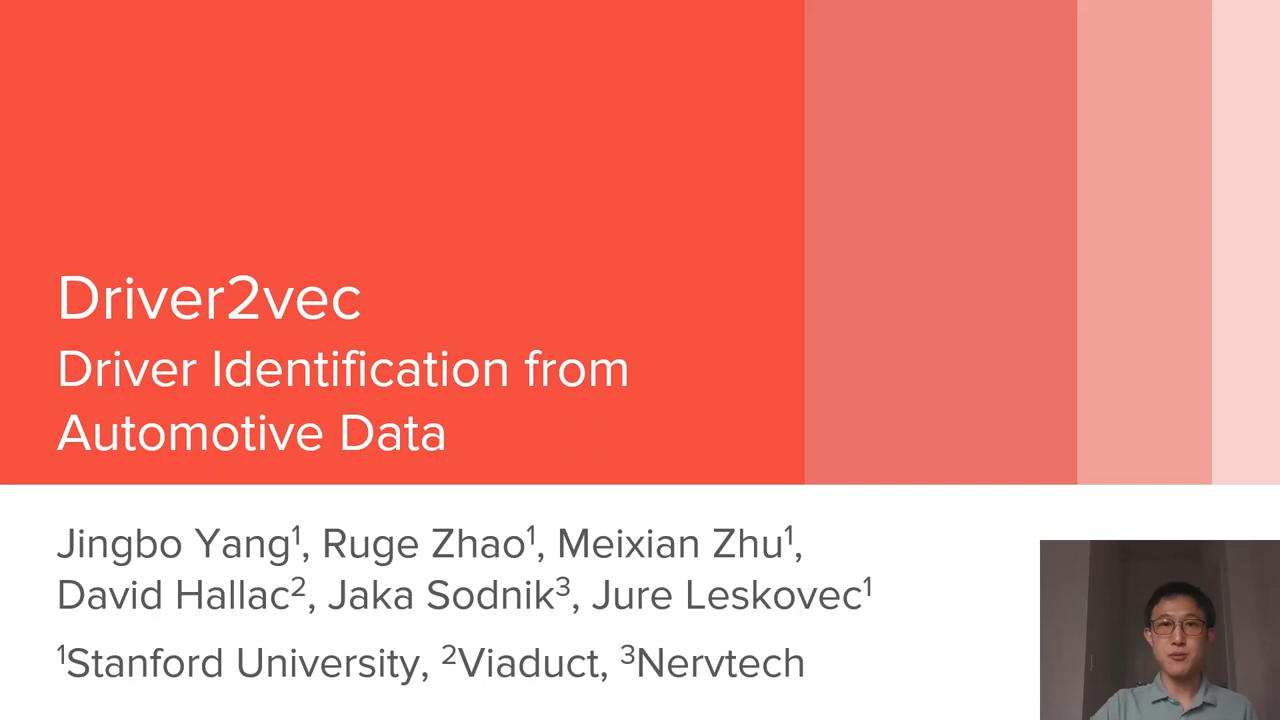 Driver2vec
Driver Identification from
Automotive Data
Jingbo Yang¹, Ruge Zhao¹, Meixian Zhu¹,
David Hallac², Jaka Sodnik³, Jure Leskovec¹
¹Stanford University, ²Viaduct, ³Nervtech